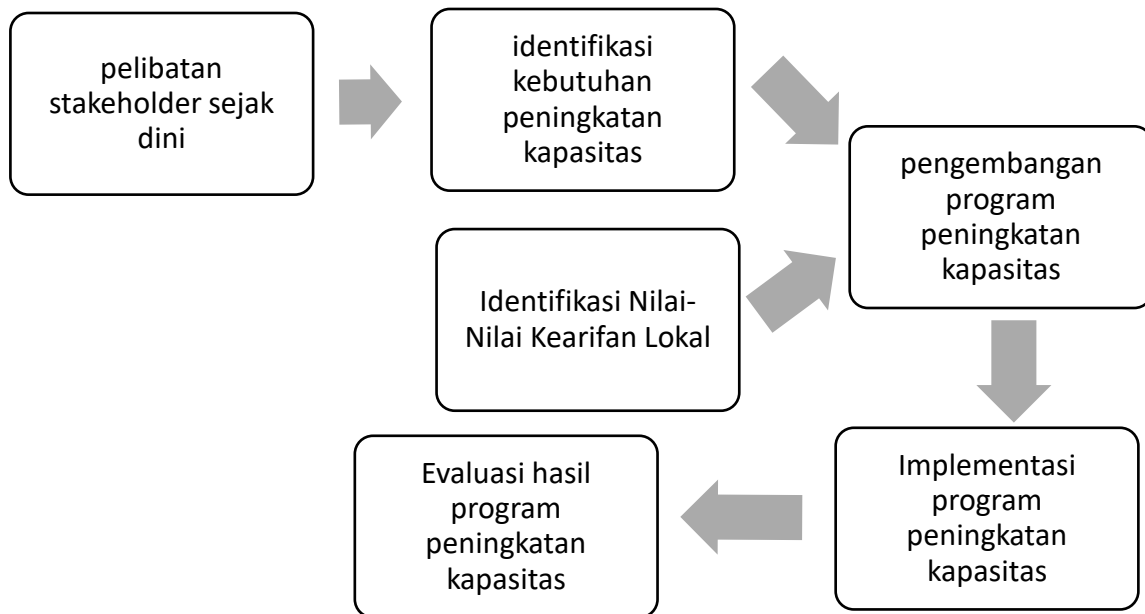 pelibatan
stakeholder sejak
dini
identifikasi
kebutuhan
peningkatan
kapasitas
pengembangan
program
peningkatan
kapasitas
Identifikasi Nilai-
Nilai Kearifan Lokal
Implementasi
program
peningkatan
kapasitas
Evaluasi hasil
program
peningkatan
kapasitas